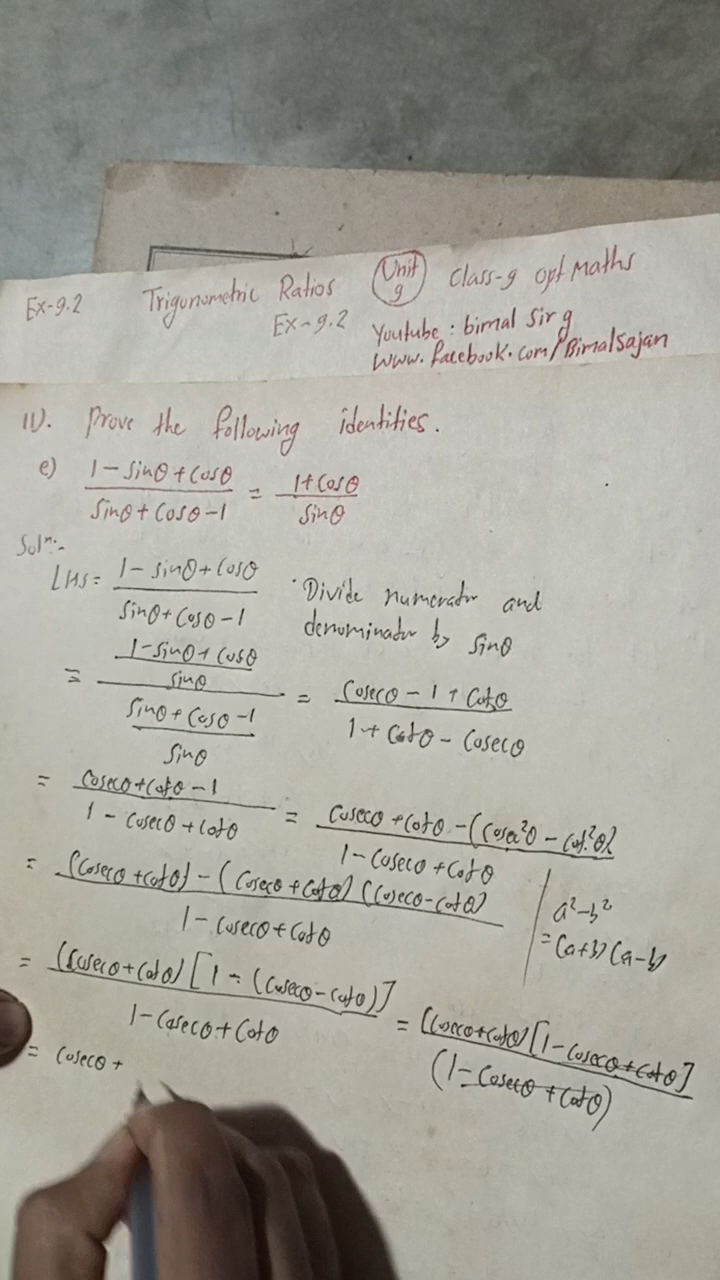 Ex-9.2 Trigonometric Ratios Unit 9 Class-9 Opt Maths
Ex-9.2 Youtube : bimal Sir 9
www.facebook.com/Bimalsajan
11). Prove the following identities.
e) (1 - sinθ + cosθ)/(sinθ + cosθ - 1) = (1 + cosθ)/sinθ
Solⁿ:-
LHS = (1 - sinθ + cosθ)/(sinθ + cosθ - 1) Divide numerator and
denominator by sinθ
= ((1 - sinθ + cosθ)/sinθ)/((sinθ + cosθ - 1)/sinθ) = (cosecθ - 1 + cotθ)/(1 + cotθ - cosecθ)
= (cosecθ + cotθ - 1)/(1 - cosecθ + cotθ) = (cosecθ + cotθ - (cosec²θ - cot²θ))/(1 - cosecθ + cotθ)
= ((cosecθ + cotθ) - (cosecθ + cotθ)(cosecθ - cotθ))/(1 - cosecθ + cotθ)
a² - b²
= (a+b)(a-b)
= ((cosecθ + cotθ)[1 - (cosecθ - cotθ)])/(1 - cosecθ + cotθ) = ((cosecθ + cotθ)[1 - cosecθ + cotθ])/(1 - cosecθ + cotθ)
= cosecθ +